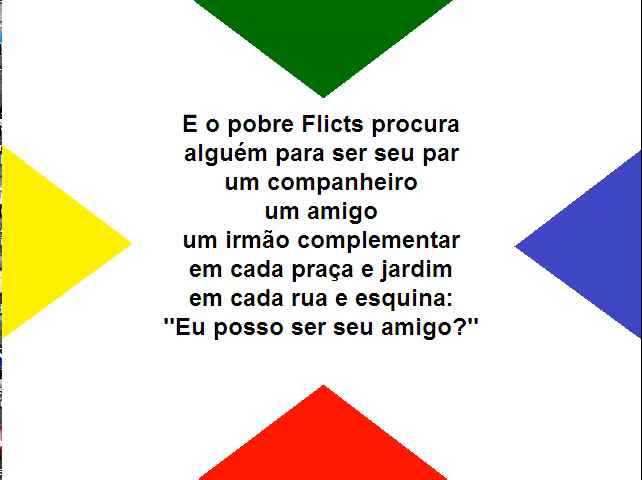 E o pobre Flicts procura
alguém para ser seu par
um companheiro
um amigo
um irmão complementar
em cada praça e jardim
em cada rua e esquina:
"Eu posso ser seu amigo?"